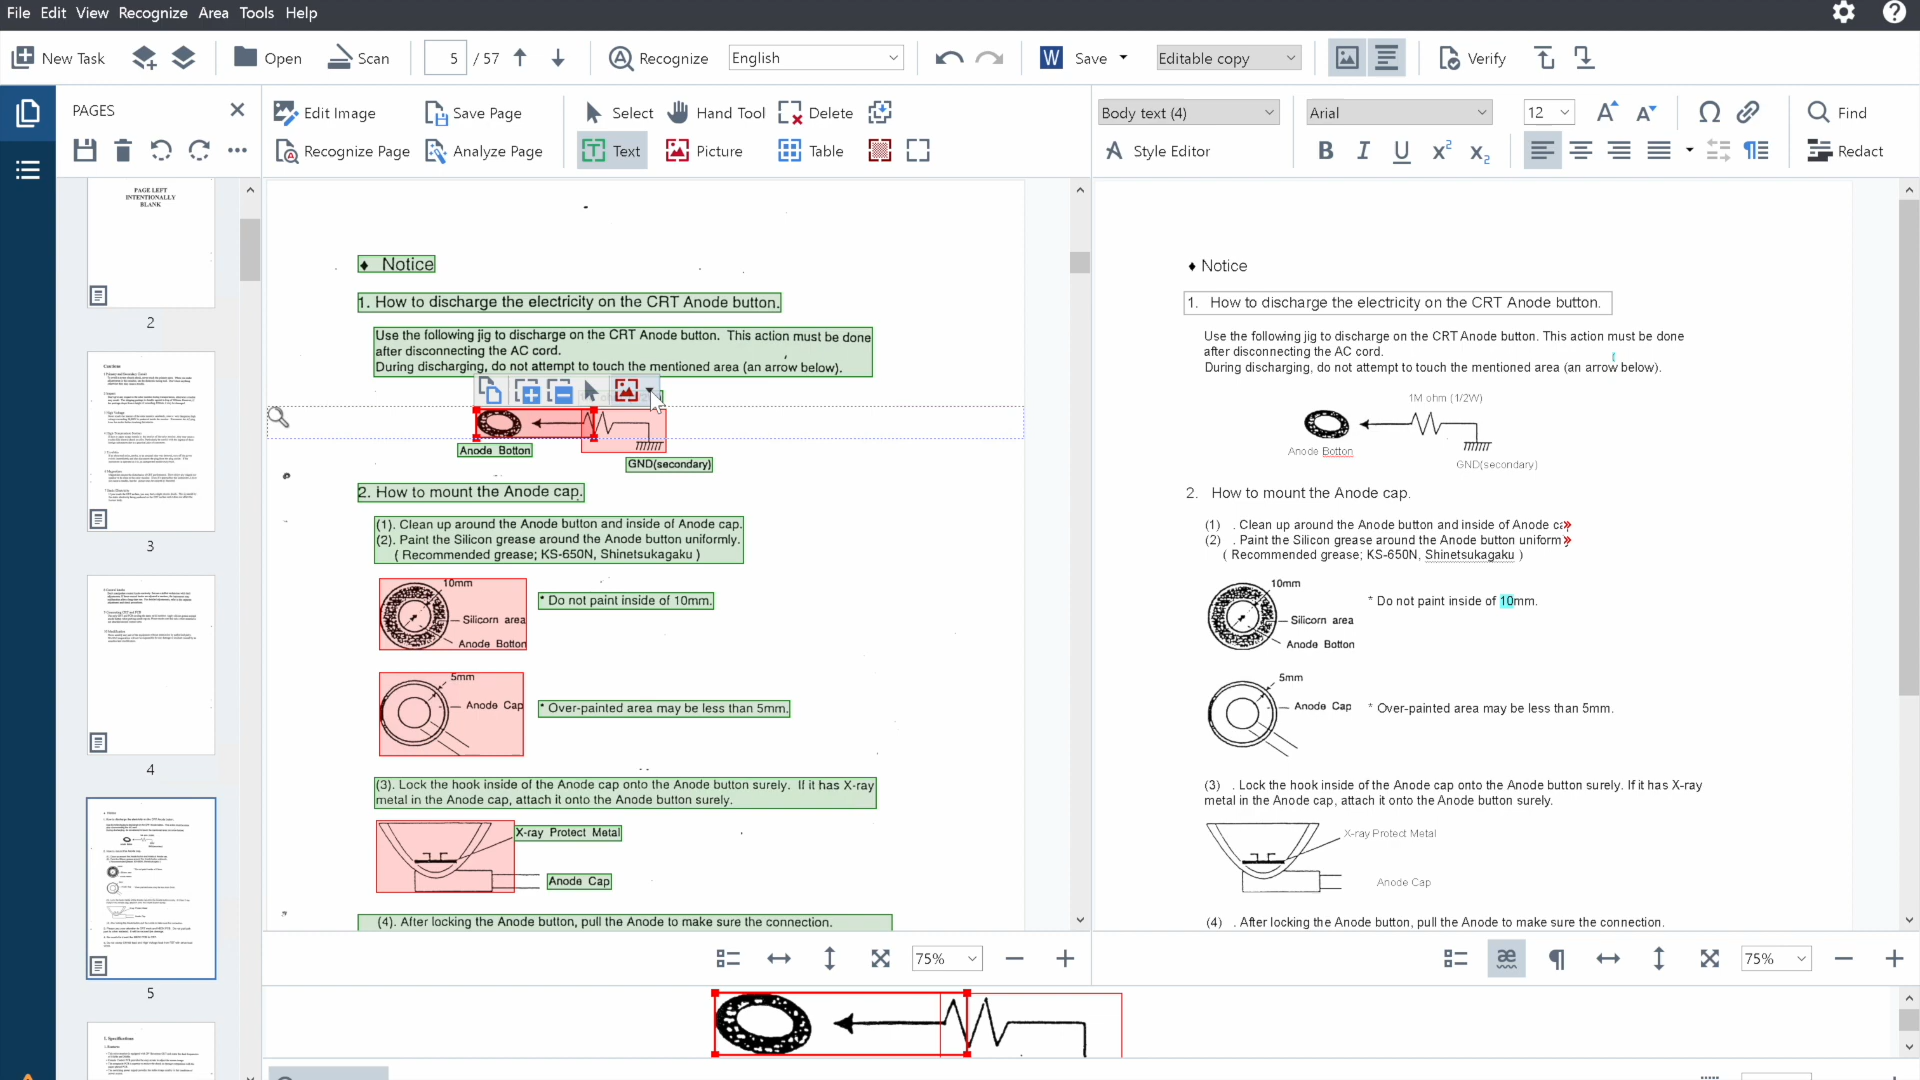 File Edit View Recognize Area Tools Help
New Task Open Scan 5 / 57 Recognize English Save Editable copy Verify
PAGES
Edit Image Save Page Select Hand Tool Delete
Recognize Page Analyze Page Text Picture Table
Body text (4) Arial 12 Find
Style Editor B I U X² X₂ Redact
PAGE LEFT
INTENTIONALLY
BLANK
2
3
4
5
♦ Notice
1. How to discharge the electricity on the CRT Anode button.
Use the following jig to discharge on the CRT Anode button. This action must be done
after disconnecting the AC cord.
During discharging, do not attempt to touch the mentioned area (an arrow below).
Anode Botton
GND(secondary)
2. How to mount the Anode cap.
(1). Clean up around the Anode button and inside of Anode cap.
(2). Paint the Silicon grease around the Anode button uniformly.
( Recommended grease; KS-650N, Shinetsukagaku )
10mm
* Do not paint inside of 10mm.
Silicorn area
Anode Botton
5mm
Anode Cap
* Over-painted area may be less than 5mm.
(3). Lock the hook inside of the Anode cap onto the Anode button surely. If it has X-ray
metal in the Anode cap, attach it onto the Anode button surely.
X-ray Protect Metal
Anode Cap
(4). After locking the Anode button, pull the Anode to make sure the connection.
75%
♦ Notice
1. How to discharge the electricity on the CRT Anode button.
Use the following jig to discharge on the CRT Anode button. This action must be done
after disconnecting the AC cord.
During discharging, do not attempt to touch the mentioned area (an arrow below).
1M ohm (1/2W)
Anode Botton
GND(secondary)
2. How to mount the Anode cap.
(1) . Clean up around the Anode button and inside of Anode ca
(2) . Paint the Silicon grease around the Anode button uniformy
( Recommended grease; KS-650N, Shinetsukagaku )
10mm
* Do not paint inside of 10mm.
Silicorn area
Anode Botton
5mm
Anode Cap
* Over-painted area may be less than 5mm.
(3) . Lock the hook inside of the Anode cap onto the Anode button surely. If it has X-ray
metal in the Anode cap, attach it onto the Anode button surely.
X-ray Protect Metal
Anode Cap
(4) . After locking the Anode button, pull the Anode to make sure the connection.
æ ¶ 75%